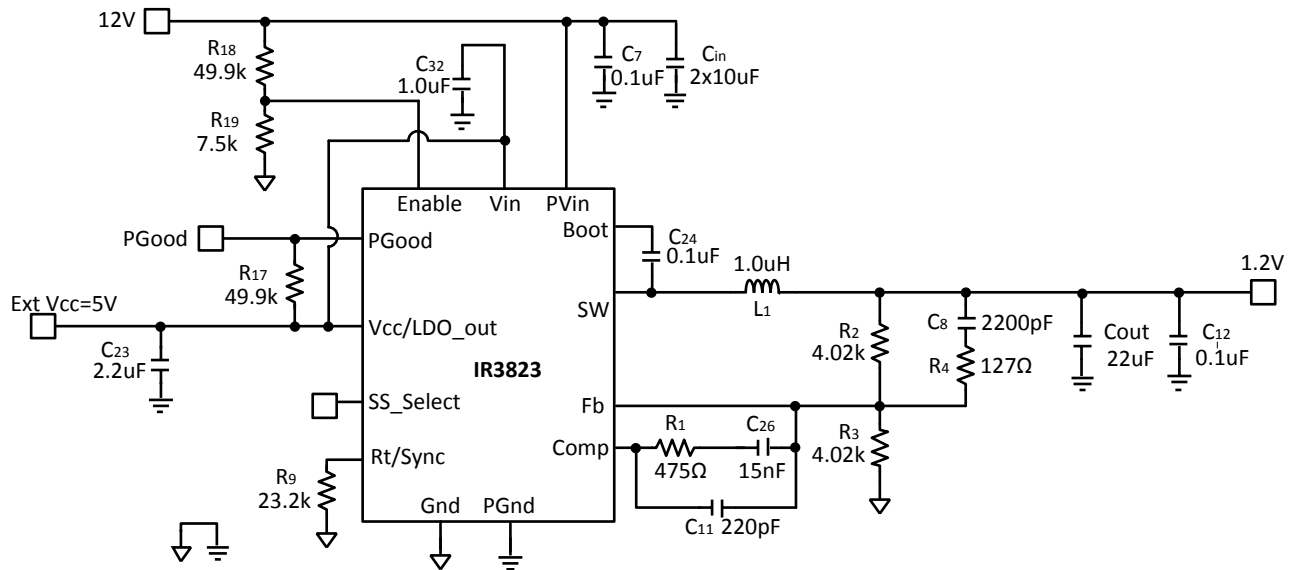 12V
R18
49.9k
C32
1.0uF
C7
0.1uF
Cin
2x10uF
R19
7.5k
Enable
Vin
PVin
PGood
PGood
Boot
C24
0.1uF
R17
49.9k
1.0uH
L1
1.2V
Ext Vcc=5V
SW
Vcc/LDO_out
C23
2.2uF
R2
4.02k
C8
2200pF
R4
127Ω
Cout
22uF
C12
0.1uF
IR3823
SS_Select
Fb
R1
475Ω
C26
15nF
R3
4.02k
Comp
Rt/Sync
R9
23.2k
Gnd
PGnd
C11
220pF